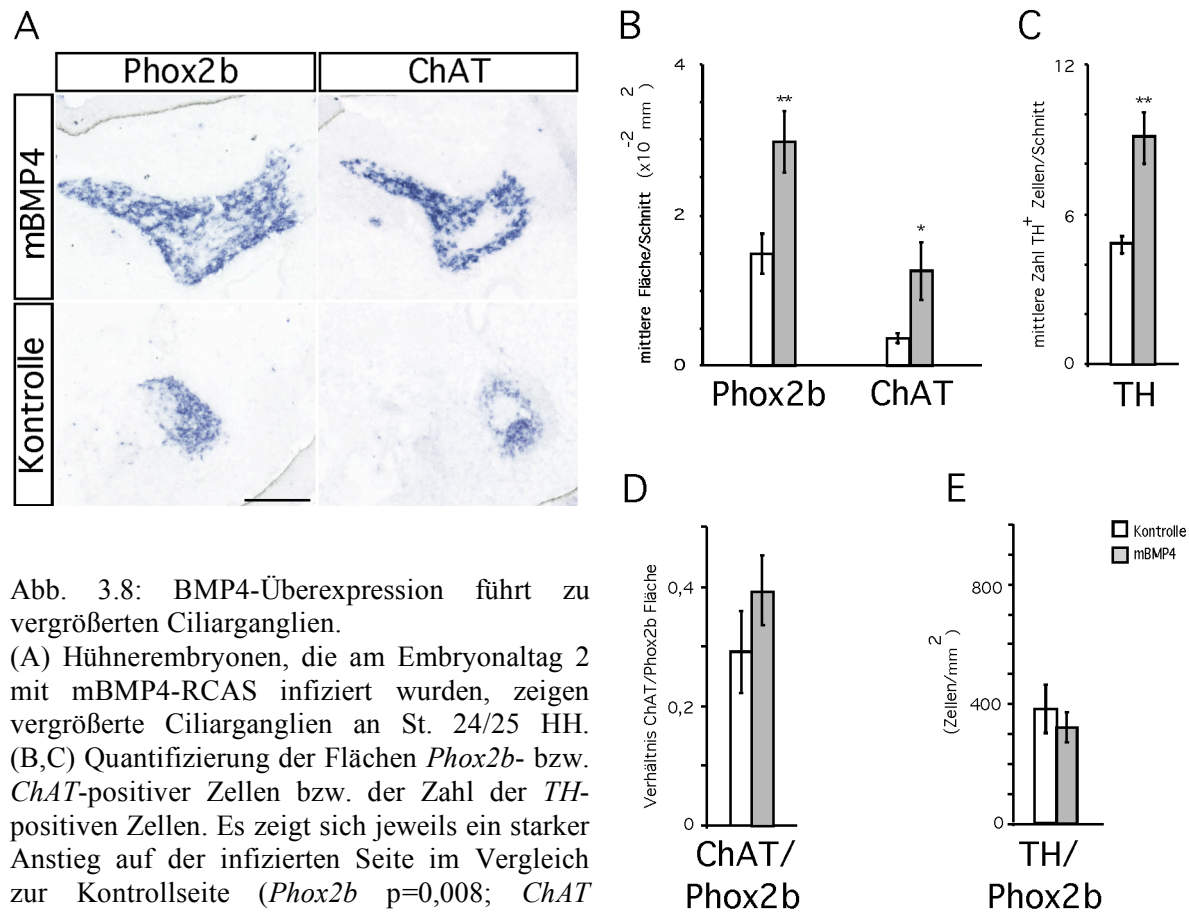 A
Phox2b
ChAT
mBMP4
Kontrolle
B
mittlere Fläche/Schnitt (x10⁻² mm²)
4
2
0
**
*
Phox2b
ChAT
C
mittlere Zahl TH⁺ Zellen/Schnitt
12
6
0
**
TH
D
Verhältnis ChAT/Phox2b Fläche
0,4
0,2
0
ChAT/
Phox2b
E
(Zellen/mm²)
800
400
0
TH/
Phox2b
Kontrolle
mBMP4
Abb. 3.8: BMP4-Überexpression führt zu
vergrößerten Ciliarganglien.
(A) Hühnerembryonen, die am Embryonaltag 2
mit mBMP4-RCAS infiziert wurden, zeigen
vergrößerte Ciliarganglien an St. 24/25 HH.
(B,C) Quantifizierung der Flächen Phox2b- bzw.
ChAT-positiver Zellen bzw. der Zahl der TH-
positiven Zellen. Es zeigt sich jeweils ein starker
Anstieg auf der infizierten Seite im Vergleich
zur Kontrollseite (Phox2b p=0,008; ChAT